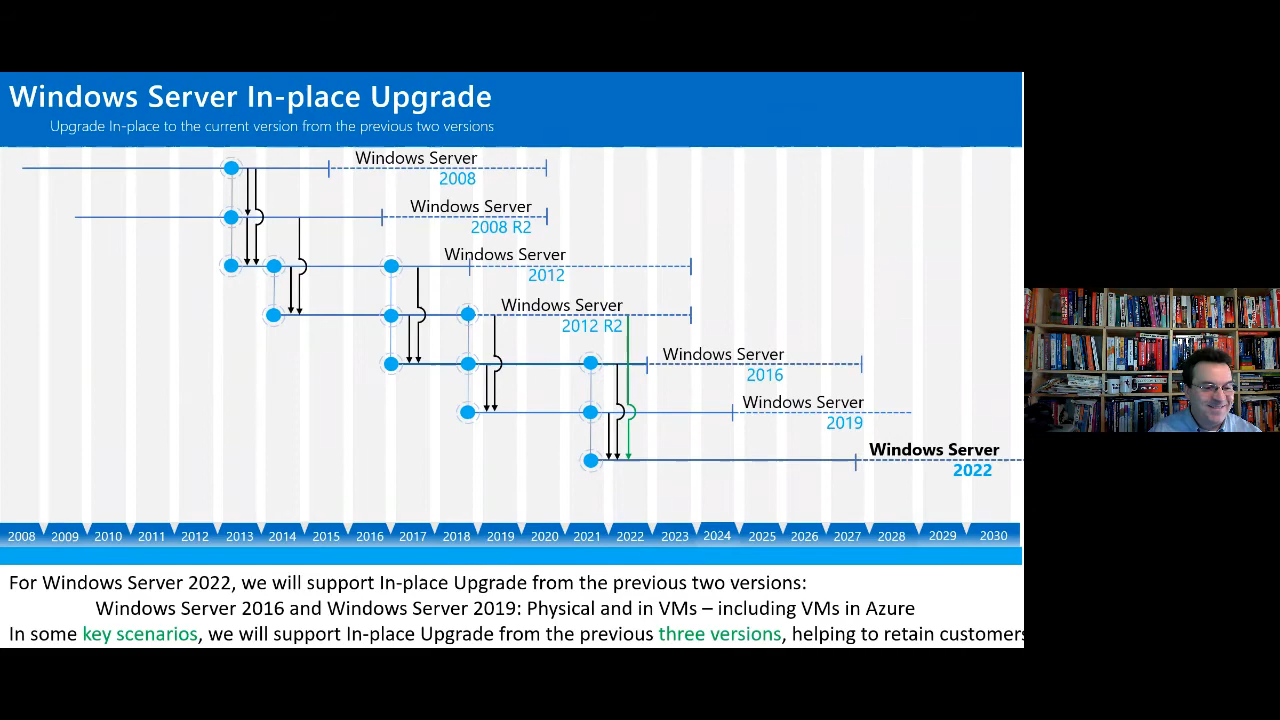 Windows Server In-place Upgrade
Upgrade In-place to the current version from the previous two versions
Windows Server
2008
Windows Server
2008 R2
Windows Server
2012
Windows Server
2012 R2
Windows Server
2016
Windows Server
2019
Windows Server
2022
2008 2009 2010 2011 2012 2013 2014 2015 2016 2017 2018 2019 2020 2021 2022 2023 2024 2025 2026 2027 2028 2029 2030
For Windows Server 2022, we will support In-place Upgrade from the previous two versions:
Windows Server 2016 and Windows Server 2019: Physical and in VMs – including VMs in Azure
In some key scenarios, we will support In-place Upgrade from the previous three versions, helping to retain customers